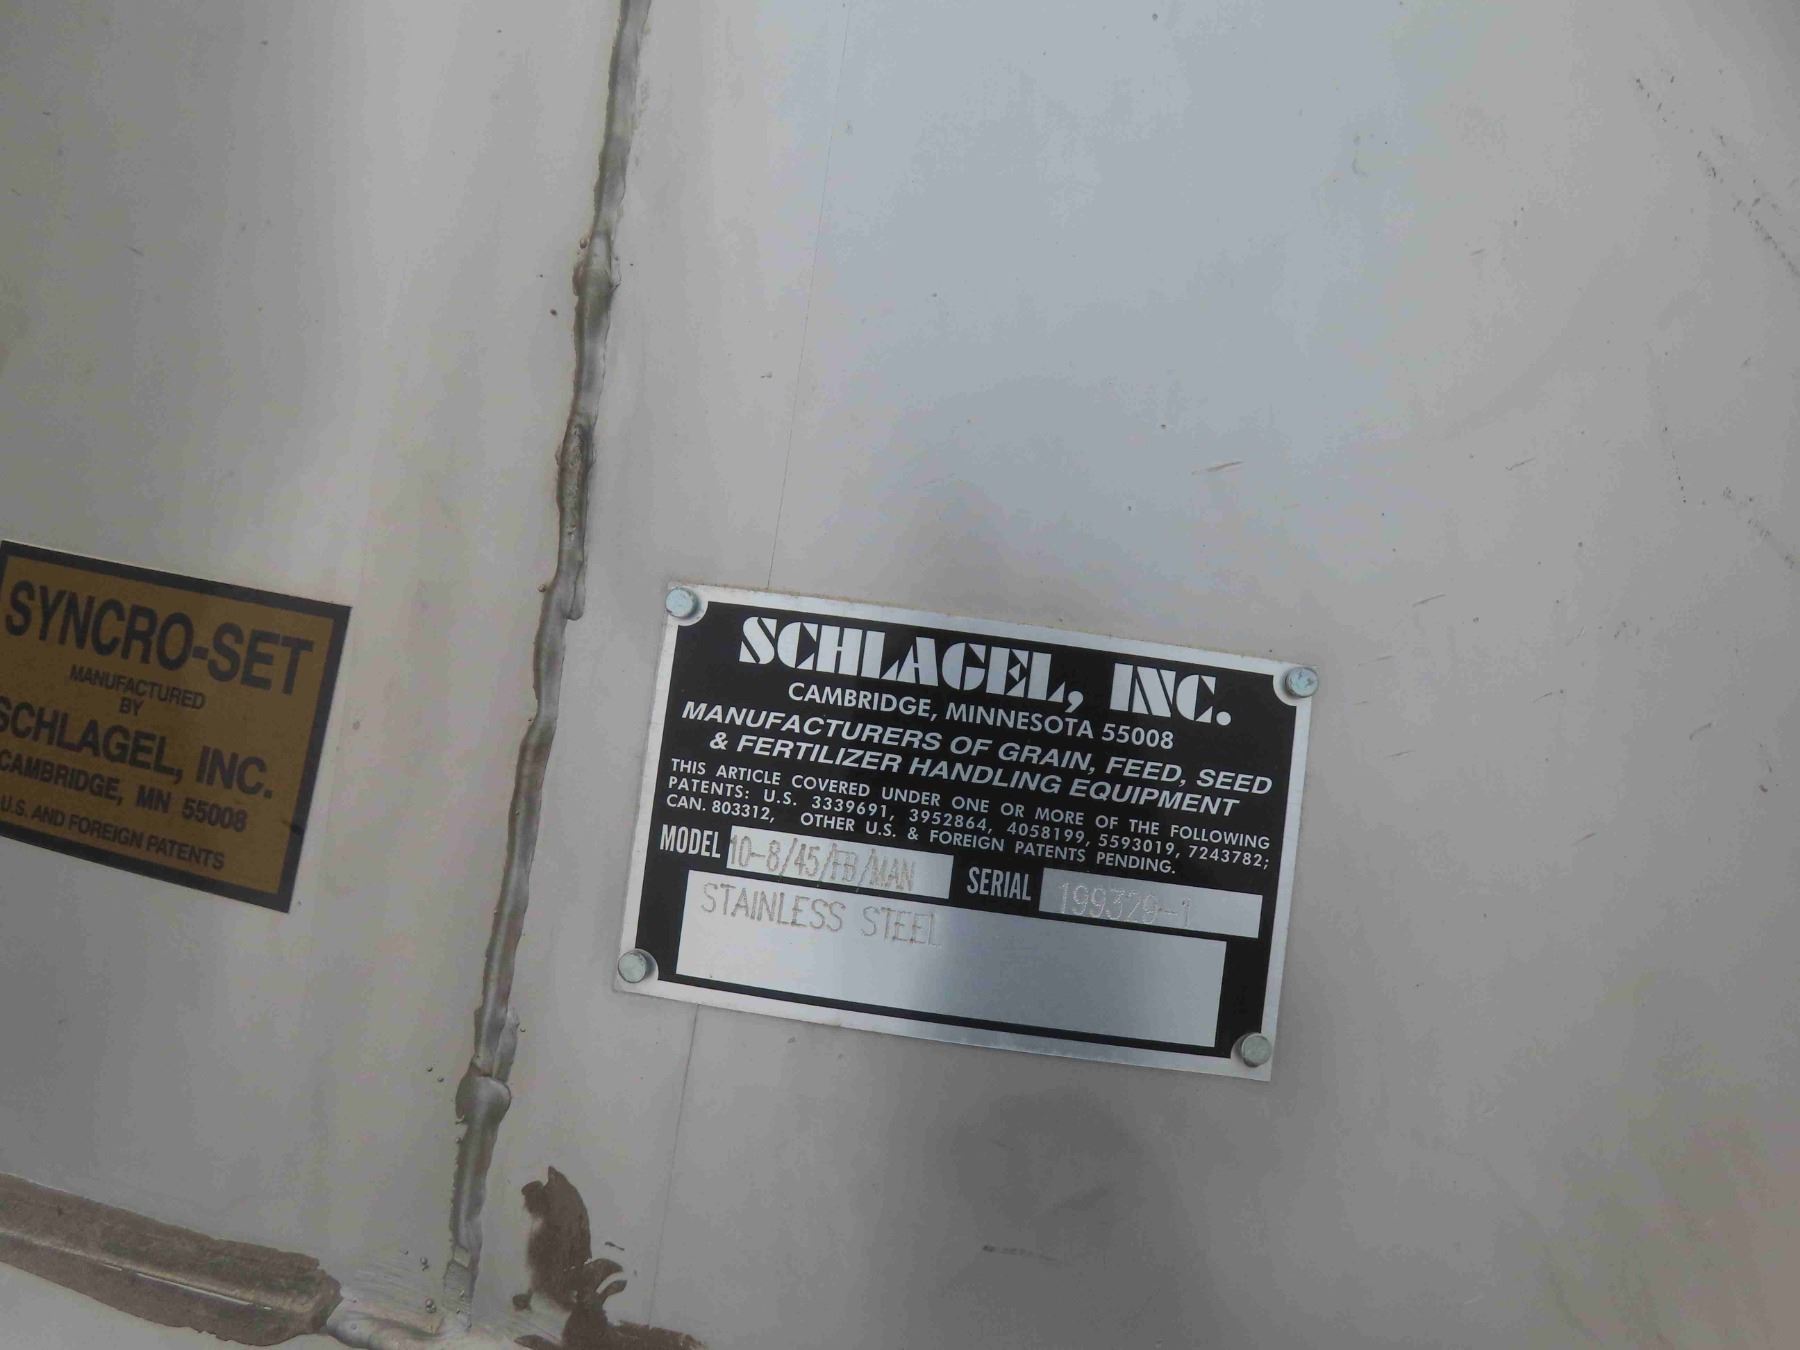 SYNCRO-SET
MANUFACTURED
BY
SCHLAGEL, INC.
CAMBRIDGE, MN 55008
U.S. AND FOREIGN PATENTS
SCHLAGEL, INC.
CAMBRIDGE, MINNESOTA 55008
MANUFACTURERS OF GRAIN, FEED, SEED
& FERTILIZER HANDLING EQUIPMENT
THIS ARTICLE COVERED UNDER ONE OR MORE OF THE FOLLOWING
PATENTS: U.S. 3339691, 3952864, 4058199, 5593019, 7243782;
CAN. 803312, OTHER U.S. & FOREIGN PATENTS PENDING.
MODEL 10-8/45/FB/MAN SERIAL 199329-1
STAINLESS STEEL